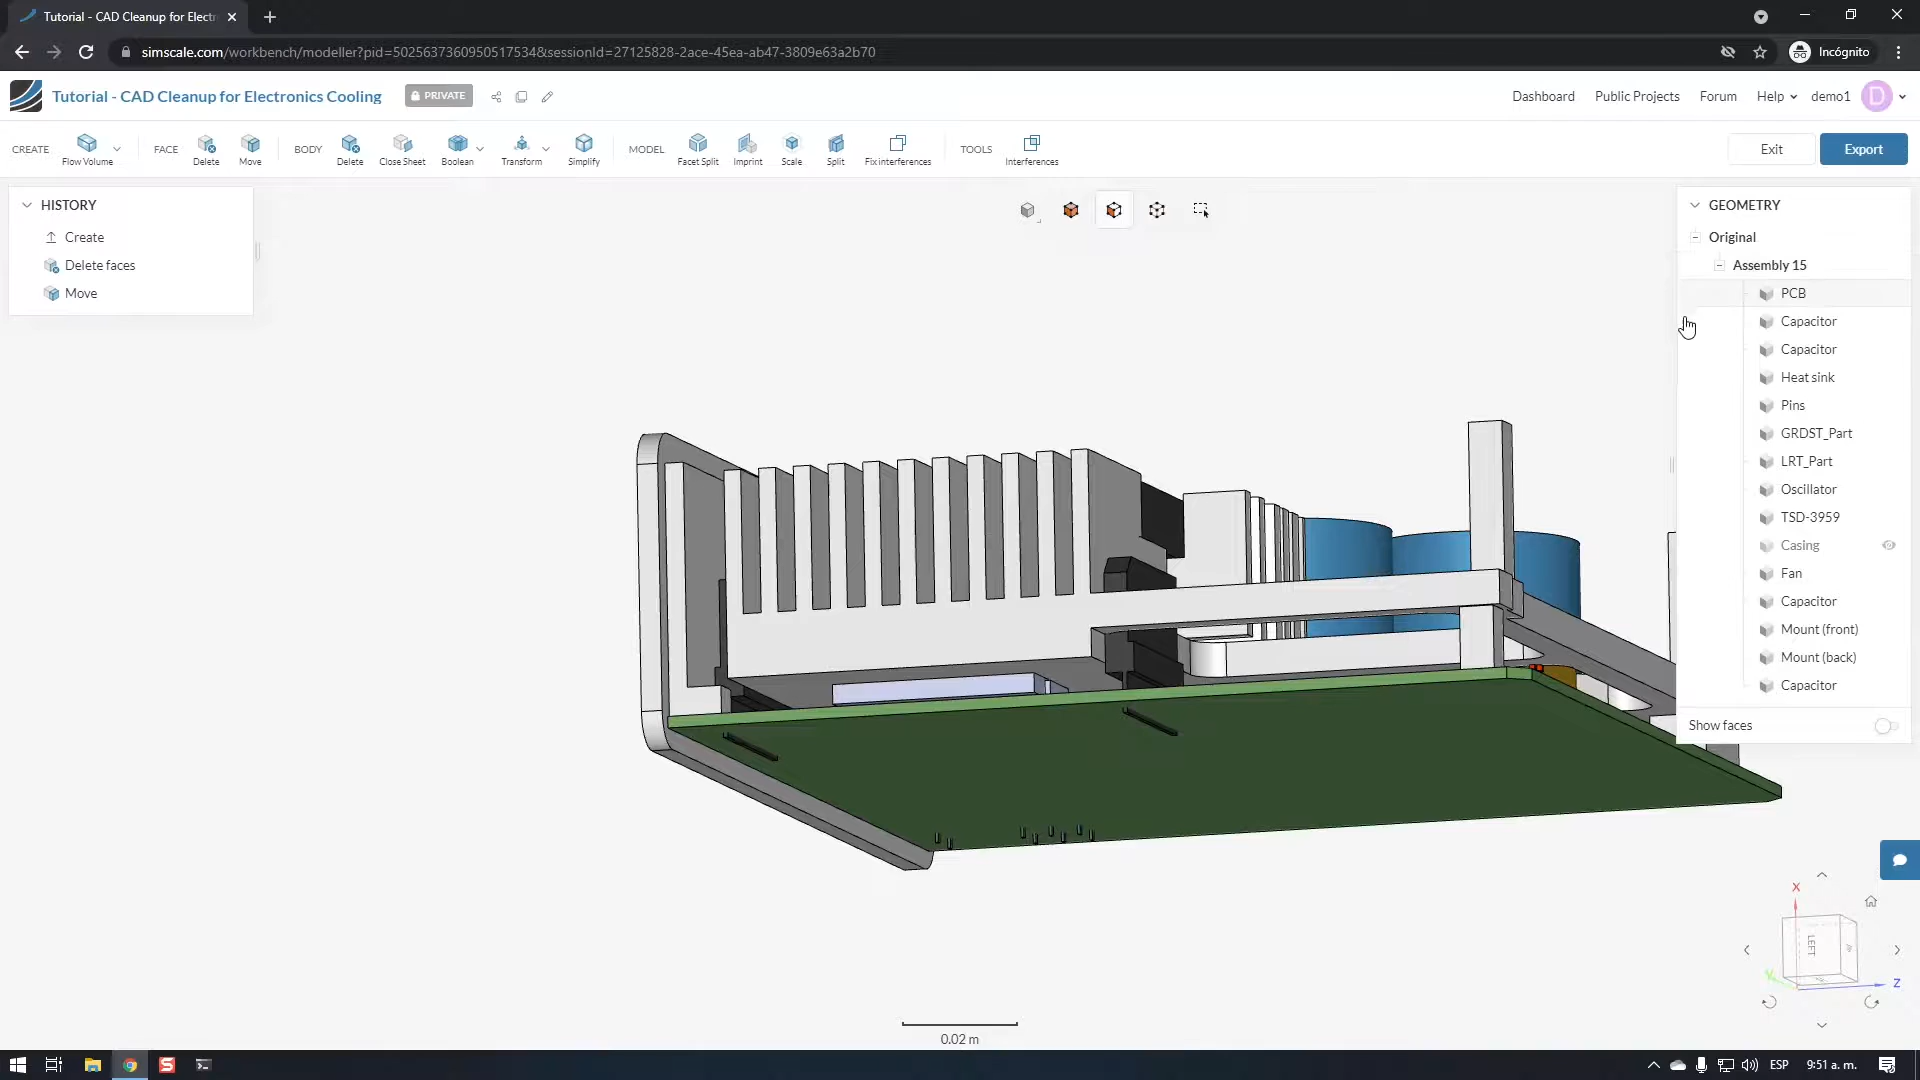 Tutorial - CAD Cleanup for Electr
simscale.com/workbench/modeller?pid=5025637360950517534&sessionId=27125828-2ace-45ea-ab47-3809e63a2b70
Incógnito
Tutorial - CAD Cleanup for Electronics Cooling
PRIVATE
Dashboard
Public Projects
Forum
Help
demo1
D
CREATE
Flow Volume
FACE
Delete
Move
BODY
Delete
Close Sheet
Boolean
Transform
Simplify
MODEL
Facet Split
Imprint
Scale
Split
Fix interferences
TOOLS
Interferences
Exit
Export
HISTORY
Create
Delete faces
Move
GEOMETRY
Original
Assembly 15
PCB
Capacitor
Capacitor
Heat sink
Pins
GRDST_Part
LRT_Part
Oscillator
TSD-3959
Casing
Fan
Capacitor
Mount (front)
Mount (back)
Capacitor
Show faces
X
LEFT
Y
Z
0.02 m
ESP
9:51 a. m.